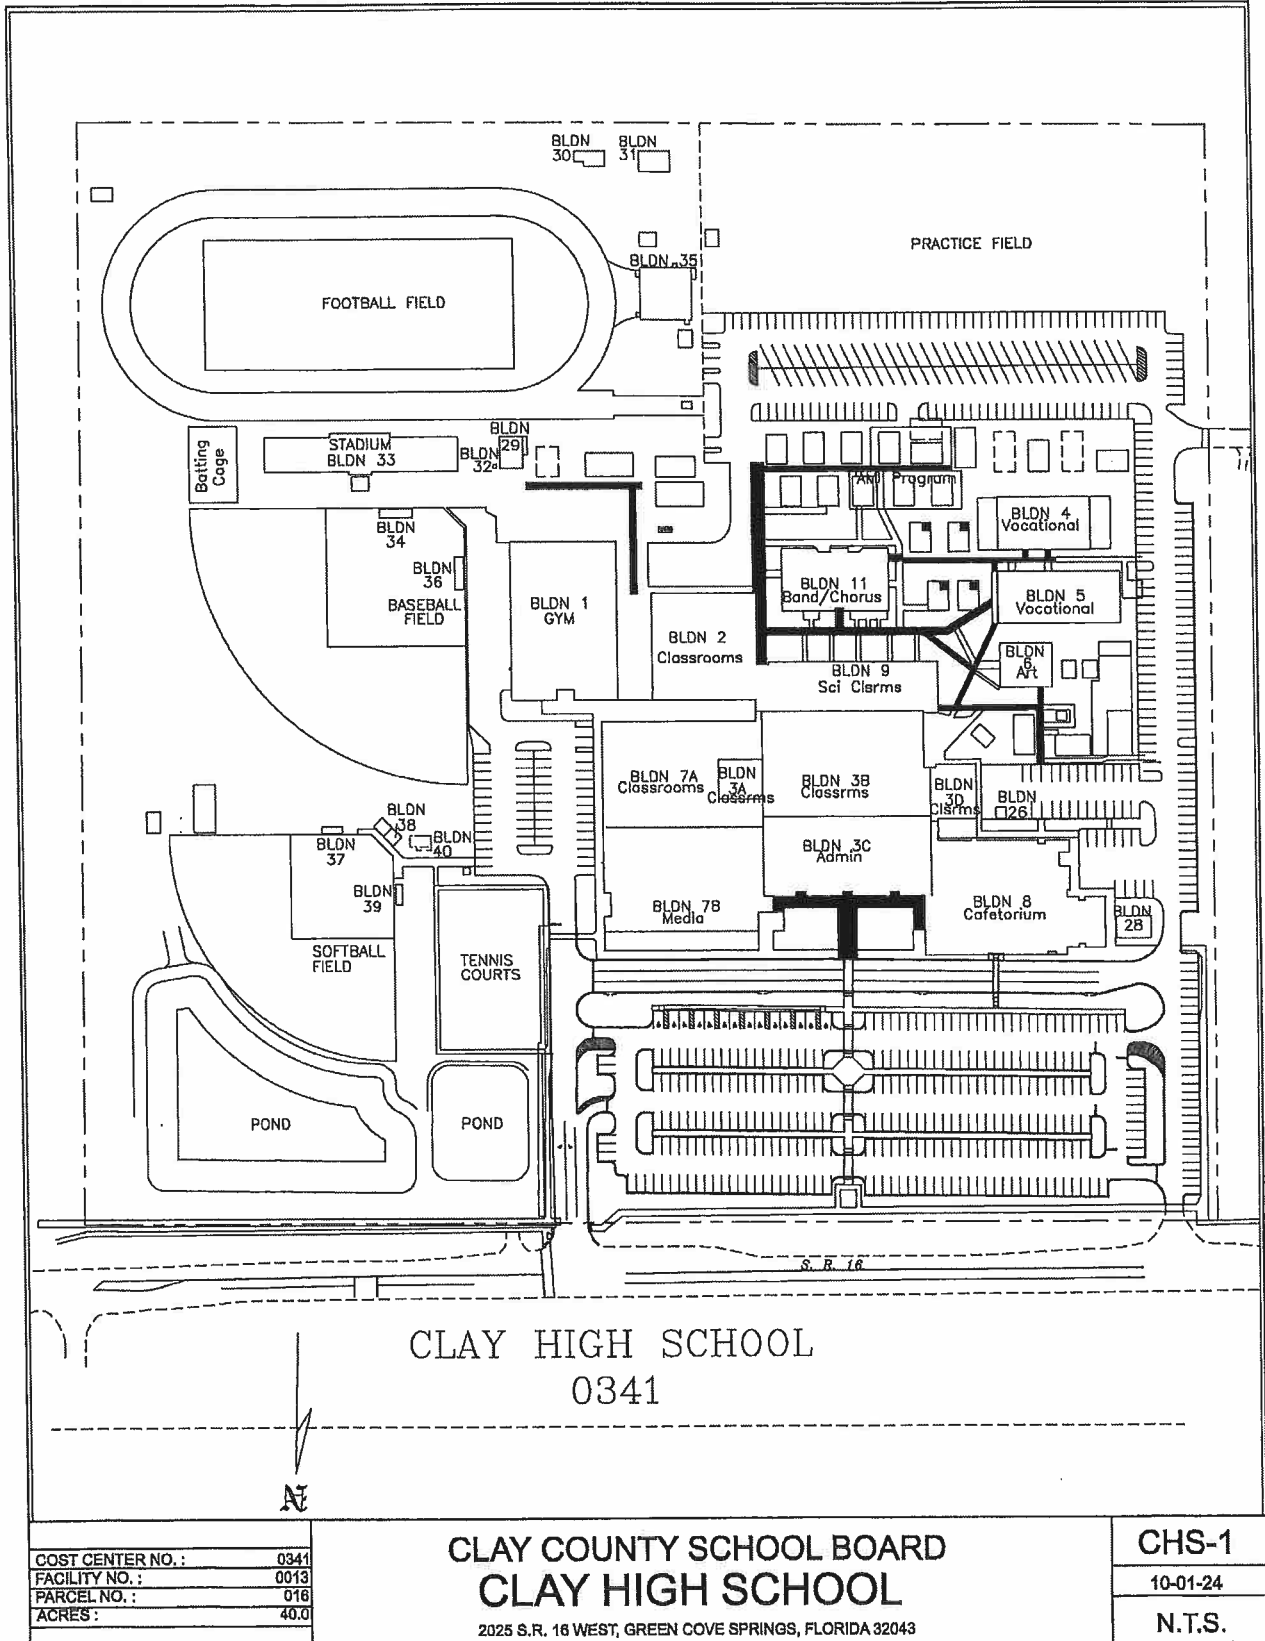 BLDN
30
BLDN
31
PRACTICE FIELD
BLDN 35
FOOTBALL FIELD
Batting
Cage
STADIUM
BLDN 33
BLDN
29
BLDN
32
Program
BLDN
34
BLDN 4
Vocational
BLDN
36
BASEBALL
FIELD
BLDN 1
GYM
BLDN 11
Band/Chorus
BLDN 5
Vocational
BLDN 2
Classrooms
BLDN
6
Art
BLDN 9
Sci Clsrms
BLDN 7A
Classrooms
BLDN
3A
Classrms
BLDN 3B
Classrms
BLDN
3D
Clsrms
BLDN
26
BLDN
38
BLDN
37
BLDN
40
BLDN 3C
Admin
BLDN
39
BLDN 7B
Media
BLDN 8
Cafetorium
BLDN
28
SOFTBALL
FIELD
TENNIS
COURTS
POND
POND
S. R. 16
CLAY HIGH SCHOOL
0341
N
COST CENTER NO. : 0341
FACILITY NO. : 0013
PARCEL NO. : 016
ACRES : 40.0
CLAY COUNTY SCHOOL BOARD
CLAY HIGH SCHOOL
2025 S.R. 16 WEST, GREEN COVE SPRINGS, FLORIDA 32043
CHS-1
10-01-24
N.T.S.